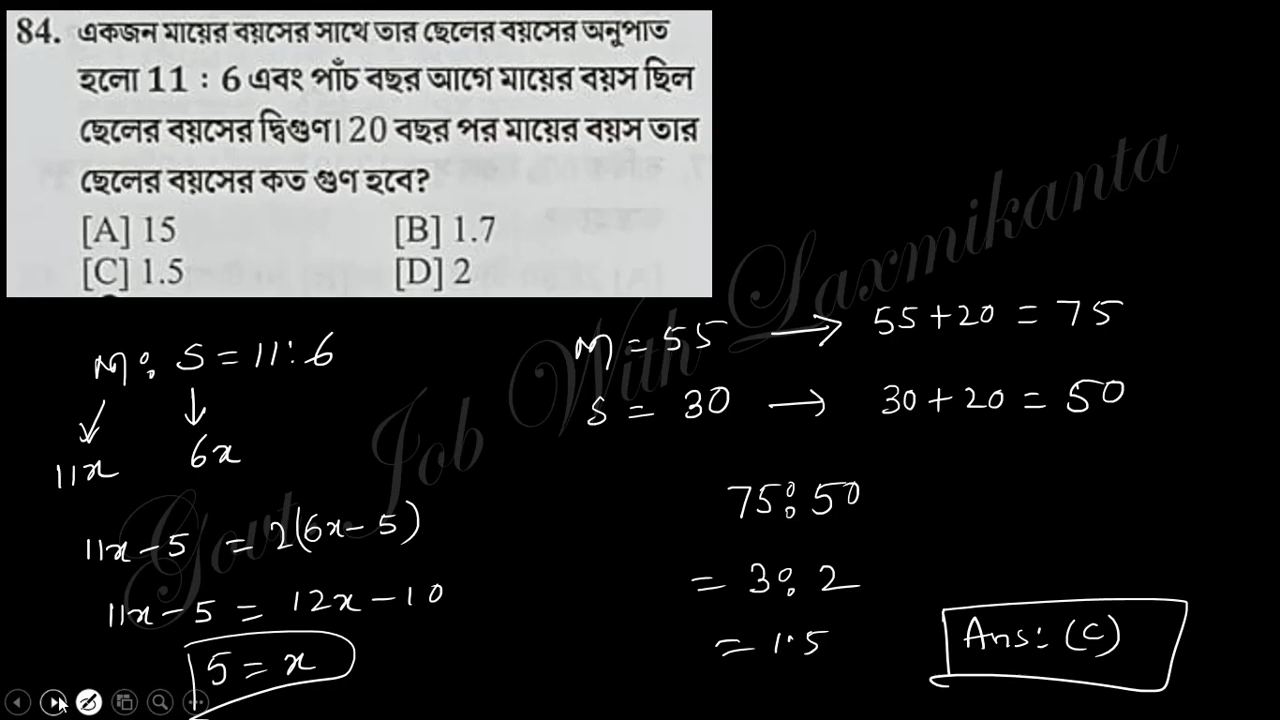 84. একজন মায়ের বয়সের সাথে তার ছেলের বয়সের অনুপাত
হলো 11 : 6 এবং পাঁচ বছর আগে মায়ের বয়স ছিল
ছেলের বয়সের দ্বিগুণ। 20 বছর পর মায়ের বয়স তার
ছেলের বয়সের কত গুণ হবে?
[A] 15 [B] 1.7
[C] 1.5 [D] 2
M : S = 11 : 6
11x 6x
11x - 5 = 2(6x - 5)
11x - 5 = 12x - 10
5 = x
M = 55 → 55 + 20 = 75
S = 30 → 30 + 20 = 50
75 : 50
= 3 : 2
= 1.5
Ans: (C)
Govt Job With Laxmikanta